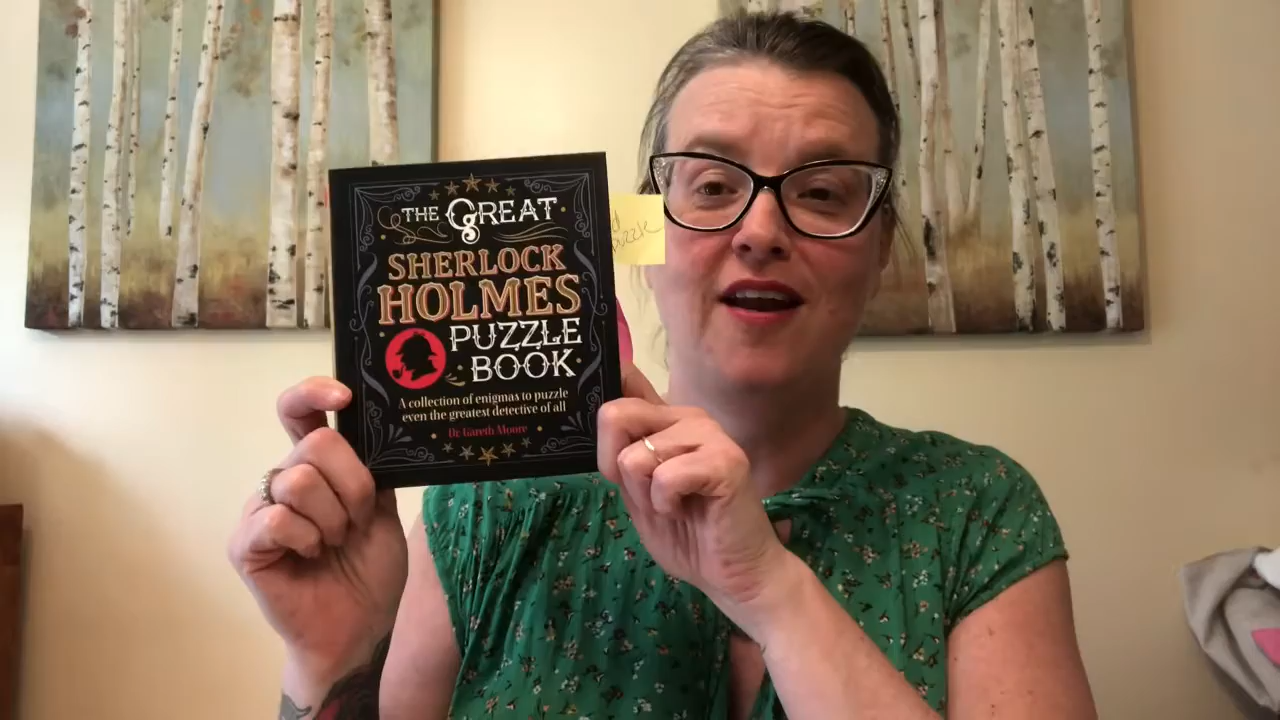 THE GREAT
SHERLOCK
HOLMES
PUZZLE
BOOK
A collection of enigmas to puzzle
even the greatest detective of all
Dr. Gareth Moore